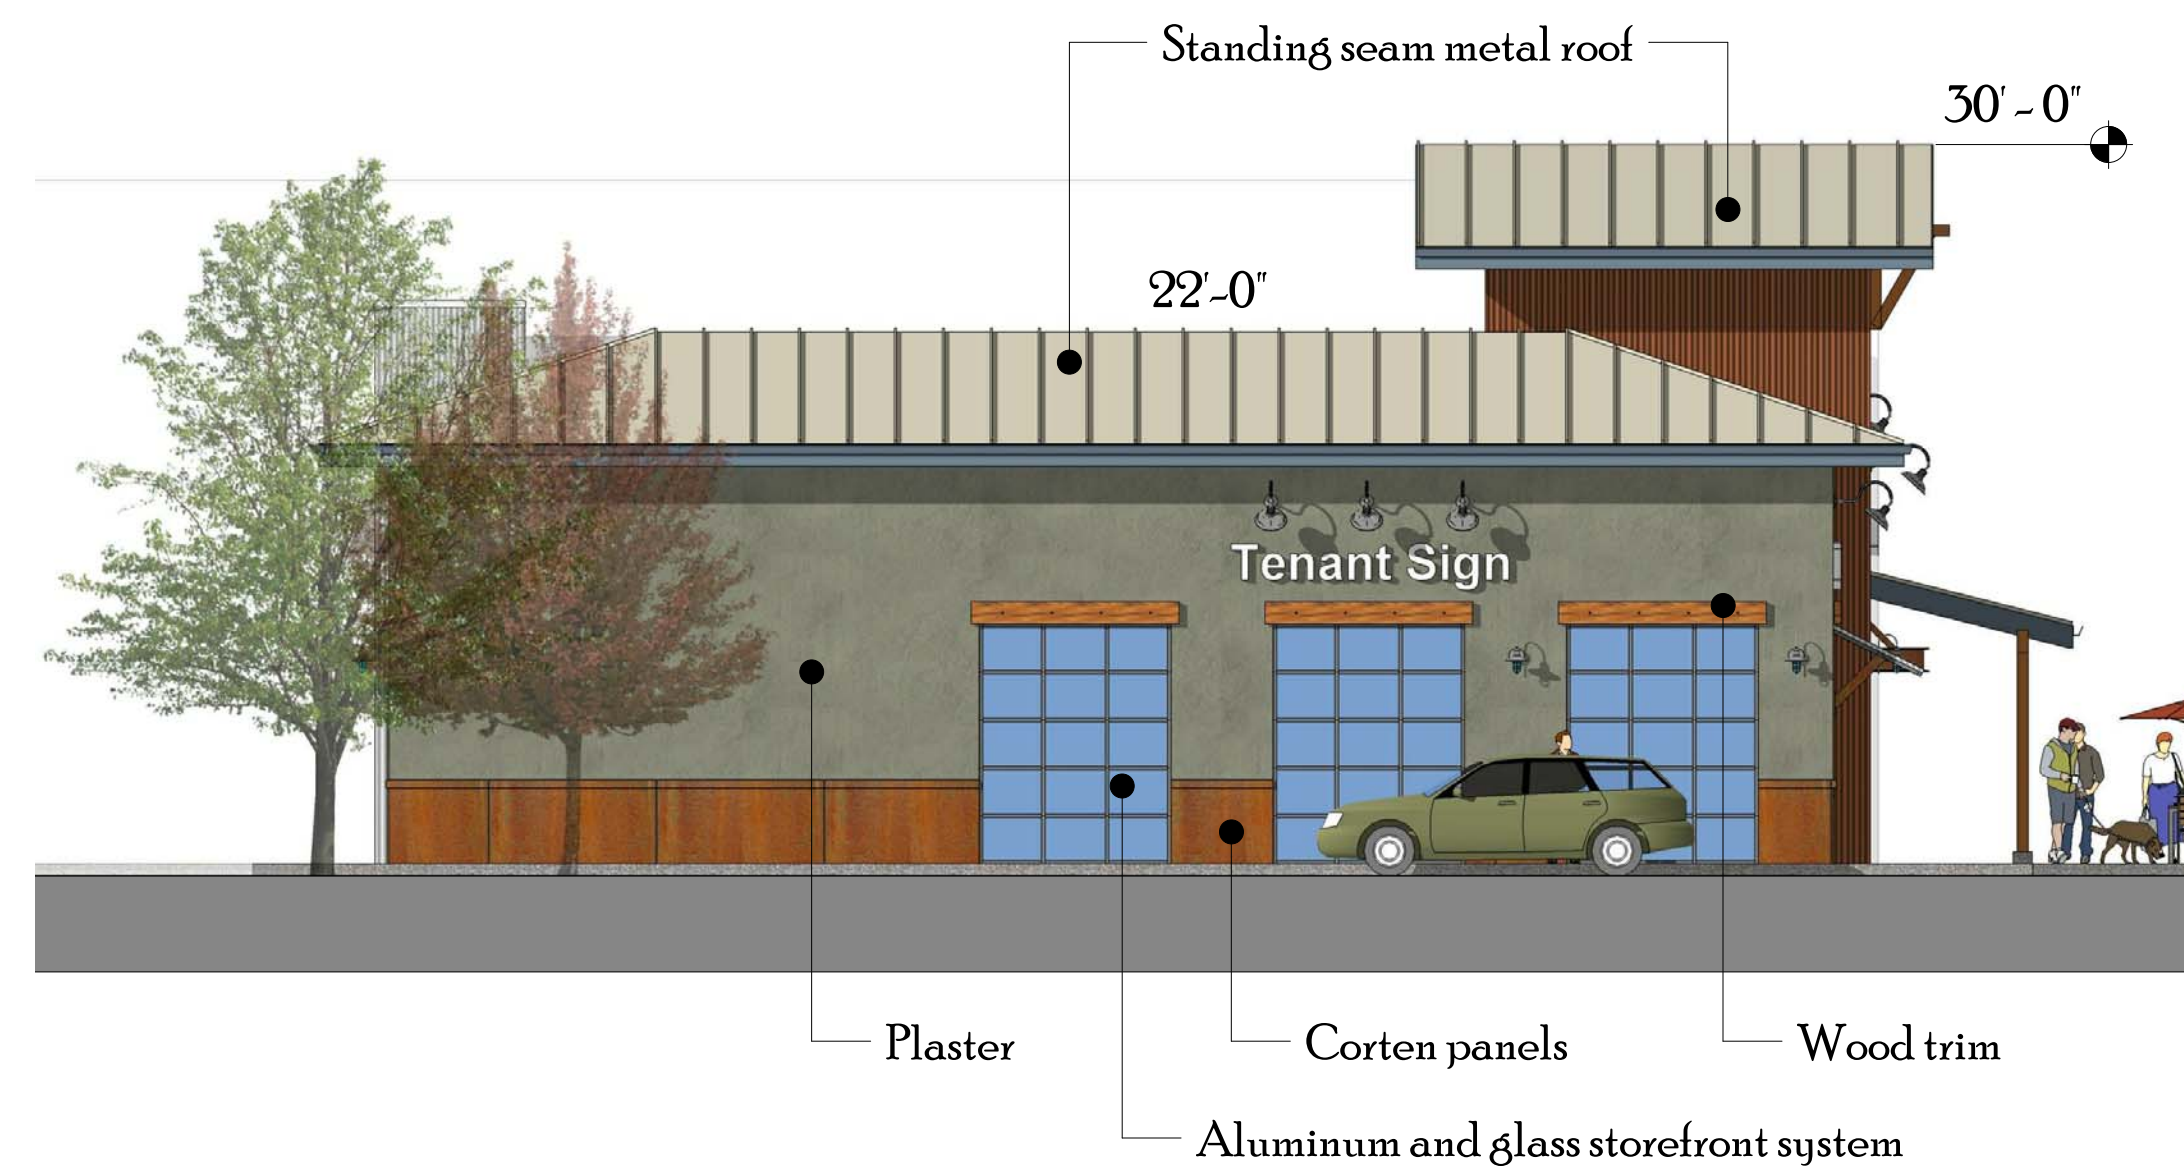 Standing seam metal roof
30' - 0"
22'-0"
Tenant Sign
Plaster
Corten panels
Wood trim
Aluminum and glass storefront system